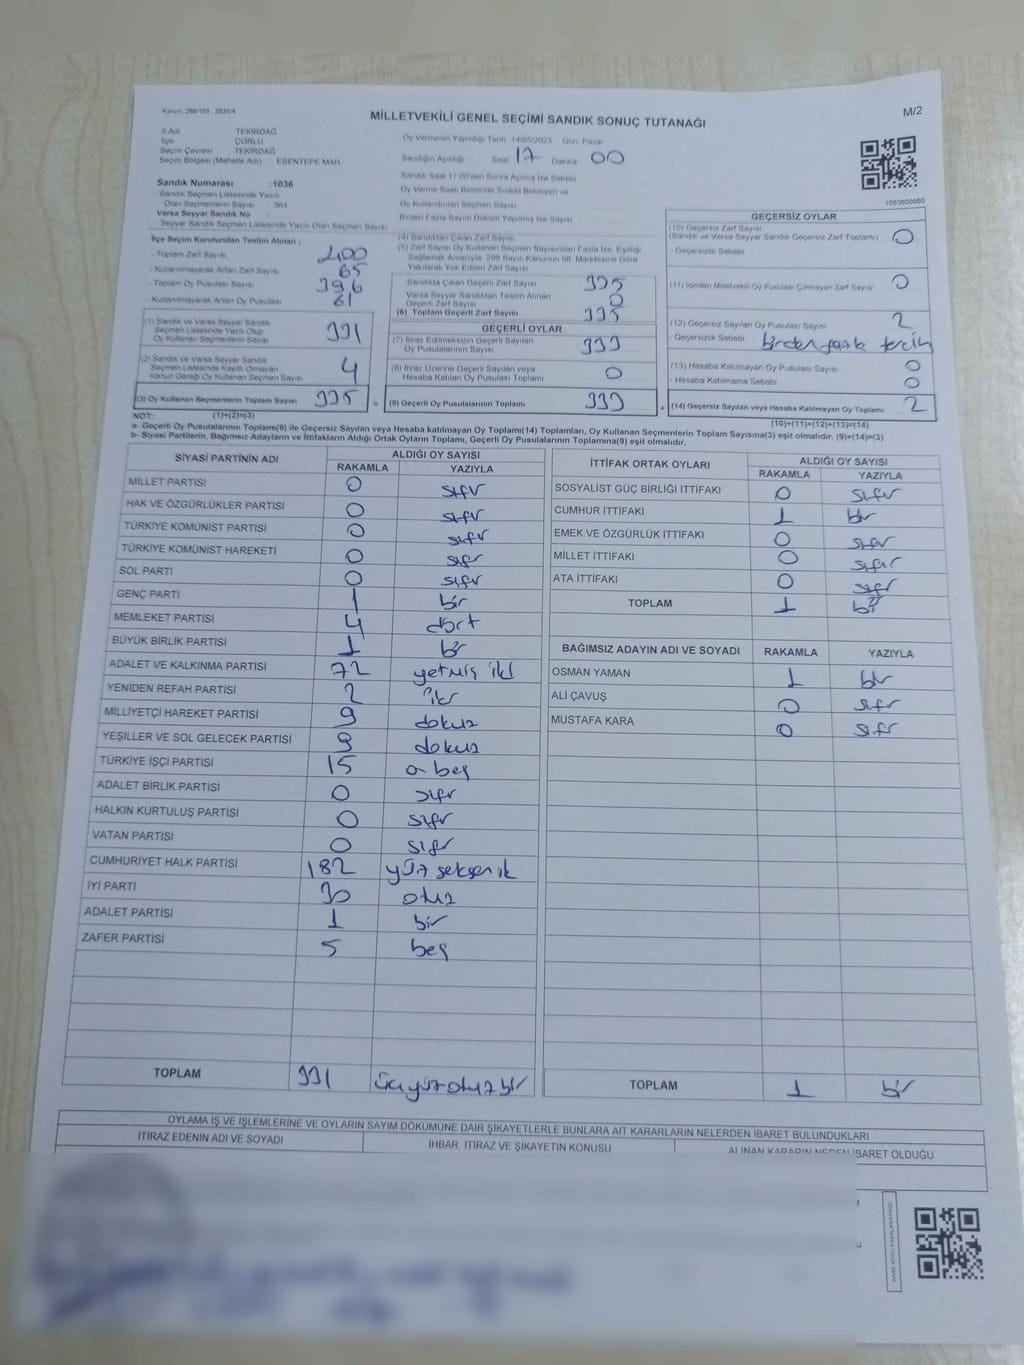 Kanun: 298/105 , 2839/4
M/2
MİLLETVEKİLİ GENEL SEÇİMİ SANDIK SONUÇ TUTANAĞI
İl Adı TEKİRDAĞ
İlçe ÇORLU
Seçim Çevresi TEKİRDAĞ
Seçim Bölgesi (Mahalle Adı) ESENTEPE MAH.
Sandık Numarası : 1036
Sandık Seçmen Listesinde Yazılı
Olan Seçmenlerin Sayısı : 364
Varsa Seyyar Sandık No
- Seyyar Sandık Seçmen Listesinde Yazılı Olan Seçmen Sayısı
Oy Vermenin Yapıldığı Tarih 14/05/2023 Gün: Pazar
Sandığın Açıldığı Saat 17 Dakika 00
Sandık Saat 17:00'den Sonra Açılmış İse Sebebi
Oy Verme Saati Bitiminde Sırada Bekleyen ve
Oy Kullandırılan Seçmen Sayısı
Birden Fazla Sayım Döküm Yapılmış İse Sayısı
İlçe Seçim Kurulundan Teslim Alınan ;
- Toplam Zarf Sayısı 400
- Kullanılmayarak Artan Zarf Sayısı 65
- Toplam Oy Pusulası Sayısı 396
- Kullanılmayarak Artan Oy Pusulası 61
(1) Sandık ve Varsa Seyyar Sandık
Seçmen Listesinde Yazılı Olup
Oy Kullanan Seçmenlerin Sayısı 331
(2) Sandık ve Varsa Seyyar Sandık
Seçmen Listesinde Kayıtlı Olmayan
Kanun Gereği Oy Kullanan Seçmen Sayısı 4
(3) Oy Kullanan Seçmenlerin Toplam Sayısı 335 =
(4) Sandıktan Çıkan Zarf Sayısı
(5) Zarf Sayısı Oy Kullanan Seçmen Sayısından Fazla İse, Eşitliği
Sağlamak Amacıyla, 298 Sayılı Kanunun 98. Maddesine Göre
Yakılarak Yok Edilen Zarf Sayısı
Sandıkta Çıkan Geçerli Zarf Sayısı 335
Varsa Seyyar Sandıktan Teslim Alınan
Geçerli Zarf Sayısı 0
(6) Toplam Geçerli Zarf Sayısı 335
GEÇERLİ OYLAR
(7) İtiraz Edilmeksizin Geçerli Sayılan
Oy Pusulalarının Sayısı 333
(8) İtiraz Üzerine Geçerli Sayılan veya
Hesaba Katılan Oy Pusulası Toplamı 0
(9) Geçerli Oy Pusulalarının Toplamı 333 +
1083600660
GEÇERSİZ OYLAR
(10) Geçersiz Zarf Sayısı
(Sandık ve Varsa Seyyar Sandık Geçersiz Zarf Toplamı) 0
- Geçersizlik Sebebi
(11) İçinden Milletvekili Oy Pusulası Çıkmayan Zarf Sayısı 0
(12) Geçersiz Sayılan Oy Pusulası Sayısı 2
- Geçersizlik Sebebi birden fazla tercih
(13) Hesaba Katılmayan Oy Pusulası Sayısı 0
- Hesaba Katılmama Sebebi 0
(14) Geçersiz Sayılan veya Hesaba Katılmayan Oy Toplamı 2
NOT: (1)+(2)=(3) (10)+(11)+(12)+(13)=(14)
a- Geçerli Oy Pusulalarının Toplamı(9) ile Geçersiz Sayılan veya Hesaba katılmayan Oy Toplamı(14) Toplamları, Oy Kullanan Seçmenlerin Toplam Sayısına(3) eşit olmalıdır. (9)+(14)=(3)
b- Siyasi Partilerin, Bağımsız Adayların ve İttifakların Aldığı Ortak Oyların Toplamı, Geçerli Oy Pusulalarının Toplamına(9) eşit olmalıdır.
SİYASİ PARTİNİN ADI ALDIĞI OY SAYISI
RAKAMLA YAZIYLA
MİLLET PARTİSİ 0 sıfır
HAK VE ÖZGÜRLÜKLER PARTİSİ 0 sıfır
TÜRKİYE KOMÜNİST PARTİSİ 0 sıfır
TÜRKİYE KOMÜNİST HAREKETİ 0 sıfır
SOL PARTİ 0 sıfır
GENÇ PARTİ 1 bir
MEMLEKET PARTİSİ 4 dört
BÜYÜK BİRLİK PARTİSİ 1 bir
ADALET VE KALKINMA PARTİSİ 72 yetmiş iki
YENİDEN REFAH PARTİSİ 2 iki
MİLLİYETÇİ HAREKET PARTİSİ 9 dokuz
YEŞİLLER VE SOL GELECEK PARTİSİ 9 dokuz
TÜRKİYE İŞÇİ PARTİSİ 15 on beş
ADALET BİRLİK PARTİSİ 0 sıfır
HALKIN KURTULUŞ PARTİSİ 0 sıfır
VATAN PARTİSİ 0 sıfır
CUMHURİYET HALK PARTİSİ 182 yüz seksen iki
İYİ PARTİ 30 otuz
ADALET PARTİSİ 1 bir
ZAFER PARTİSİ 5 beş
TOPLAM 331 üçyüz otuz bir
İTTİFAK ORTAK OYLARI ALDIĞI OY SAYISI
RAKAMLA YAZIYLA
SOSYALİST GÜÇ BİRLİĞİ İTTİFAKI 0 sıfır
CUMHUR İTTİFAKI 1 bir
EMEK VE ÖZGÜRLÜK İTTİFAKI 0 sıfır
MİLLET İTTİFAKI 0 sıfır
ATA İTTİFAKI 0 sıfır
TOPLAM 1 bir
BAĞIMSIZ ADAYIN ADI VE SOYADI RAKAMLA YAZIYLA
OSMAN YAMAN 1 bir
ALİ ÇAVUŞ 0 sıfır
MUSTAFA KARA 0 sıfır
TOPLAM 1 bir
OYLAMA İŞ VE İŞLEMLERİNE VE OYLARIN SAYIM DÖKÜMÜNE DAİR ŞİKAYETLERLE BUNLARA AİT KARARLARIN NELERDEN İBARET BULUNDUKLARI
İTİRAZ EDENİN ADI VE SOYADI İHBAR, İTİRAZ VE ŞİKAYETİN KONUSU ALINAN KARARIN NEDEN İBARET OLDUĞU
KARE KODU KARALAMAYINIZ!